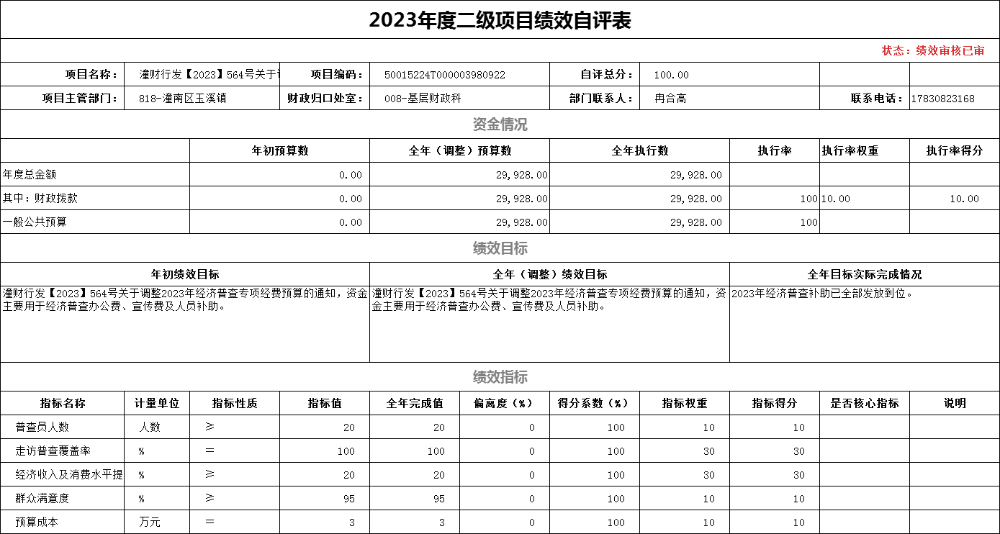 2023年度二级项目绩效自评表
状态：绩效审核已审
项目名称： 潼财行发【2023】564号关于 项目编码： 50015224T000003980922 自评总分： 100.00
项目主管部门： 818-潼南区玉溪镇 财政归口处室： 008-基层财政科 部门联系人： 冉合高 联系电话： 17830823168
资金情况
年初预算数 全年（调整）预算数 全年执行数 执行率 执行率权重 执行率得分
年度总金额 0.00 29,928.00 29,928.00
其中：财政拨款 0.00 29,928.00 29,928.00 100 10.00 10.00
一般公共预算 0.00 29,928.00 29,928.00 100
绩效目标
年初绩效目标 全年（调整）绩效目标 全年目标实际完成情况
潼财行发【2023】564号关于调整2023年经济普查专项经费预算的通知，资金
主要用于经济普查办公费、宣传费及人员补助。
潼财行发【2023】564号关于调整2023年经济普查专项经费预算的通知，资
金主要用于经济普查办公费、宣传费及人员补助。
2023年经济普查补助已全部发放到位。
绩效指标
指标名称 计量单位 指标性质 指标值 全年完成值 偏离度（%） 得分系数（%） 指标权重 指标得分 是否核心指标 说明
普查员人数 人数 ≥ 20 20 0 100 10 10
走访普查覆盖率 % ＝ 100 100 0 100 30 30
经济收入及消费水平提 % ≥ 20 20 0 100 30 30
群众满意度 % ≥ 95 95 0 100 10 10
预算成本 万元 ＝ 3 3 0 100 10 10